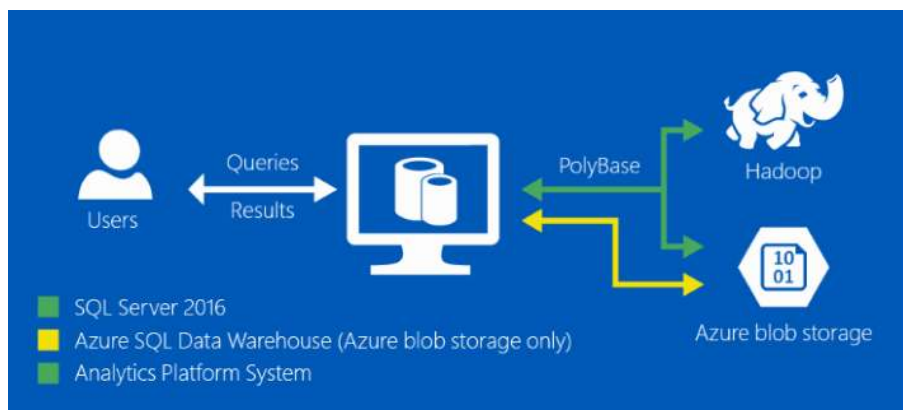 Queries
Results
Users
PolyBase
Hadoop
10
01
Azure blob storage
SQL Server 2016
Azure SQL Data Warehouse (Azure blob storage only)
Analytics Platform System